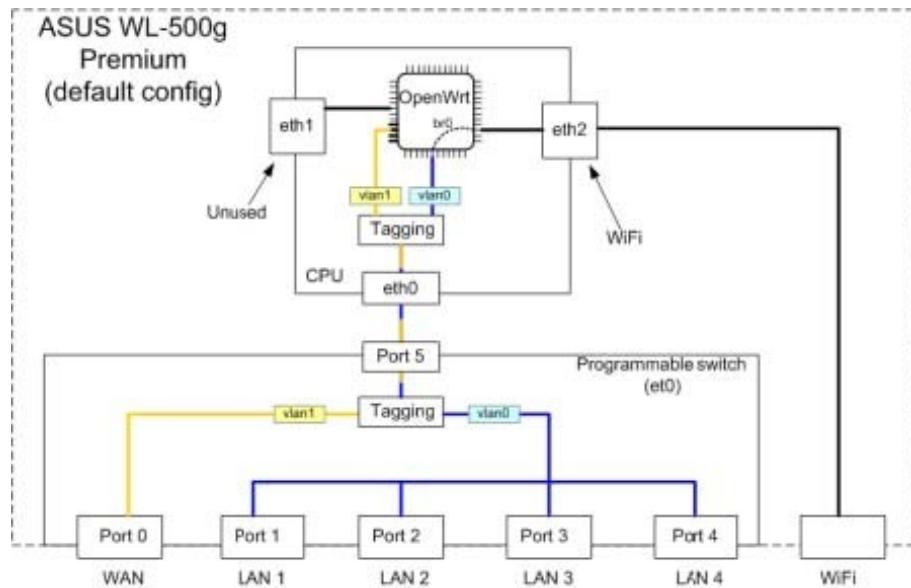 ASUS WL-500g
Premium
(default config)
OpenWrt
br0
eth1
eth2
vlan1
vlan0
Unused
Tagging
WiFi
CPU
eth0
Port 5
Programmable switch
(et0)
Tagging
vlan1
vlan0
Port 0
Port 1
Port 2
Port 3
Port 4
WAN
LAN 1
LAN 2
LAN 3
LAN 4
WiFi